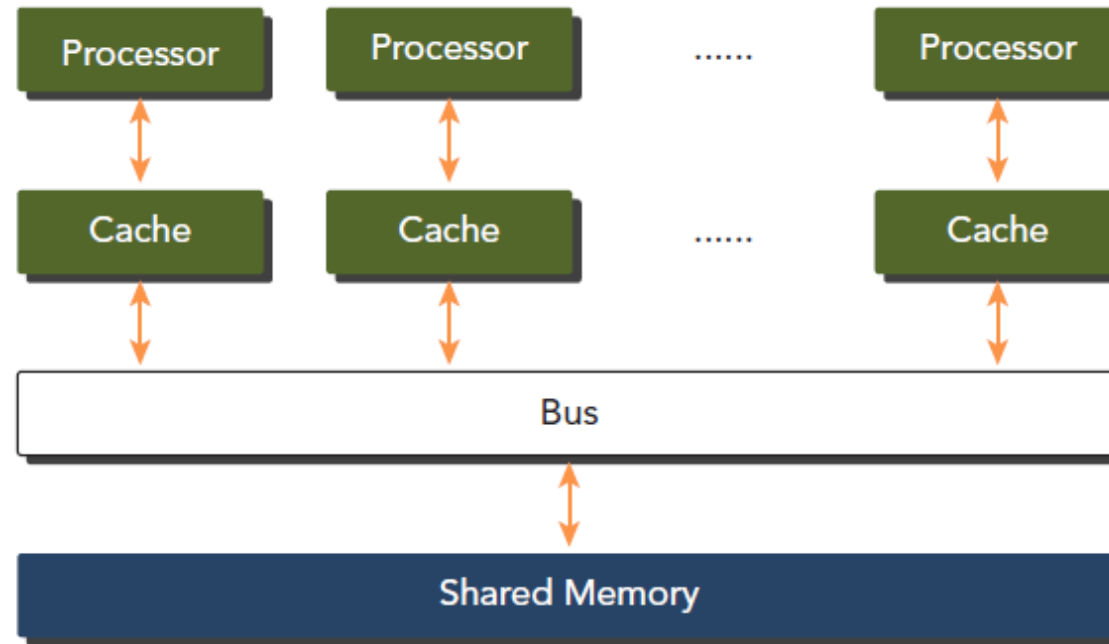 Processor Processor ...... Processor
Cache Cache ...... Cache
Bus
Shared Memory